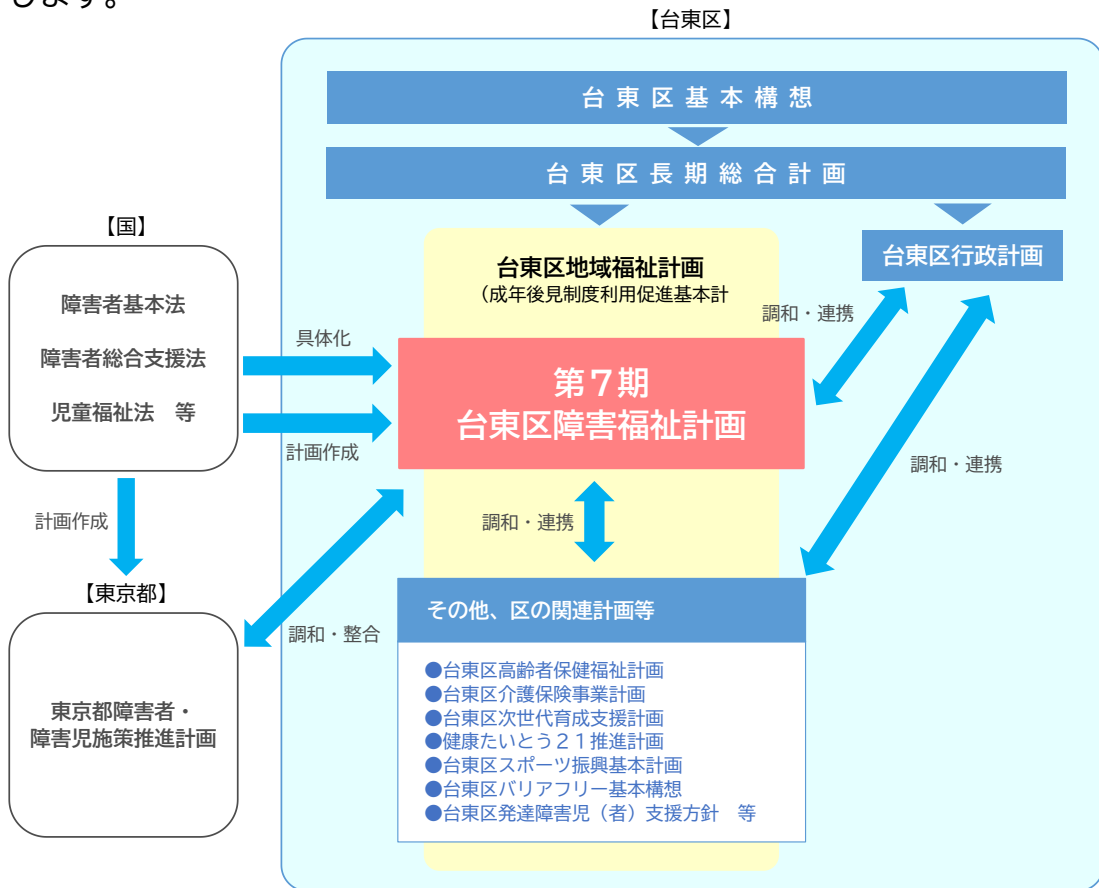 します。
【台東区】
台東区基本構想
台東区長期総合計画
【国】
障害者基本法
障害者総合支援法
児童福祉法　等
台東区地域福祉計画
（成年後見制度利用促進基本計
台東区行政計画
調和・連携
具体化
第７期
台東区障害福祉計画
計画作成
調和・連携
計画作成
調和・連携
【東京都】
調和・整合
東京都障害者・
障害児施策推進計画
その他、区の関連計画等
●台東区高齢者保健福祉計画
●台東区介護保険事業計画
●台東区次世代育成支援計画
●健康たいとう２１推進計画
●台東区スポーツ振興基本計画
●台東区バリアフリー基本構想
●台東区発達障害児（者）支援方針　等